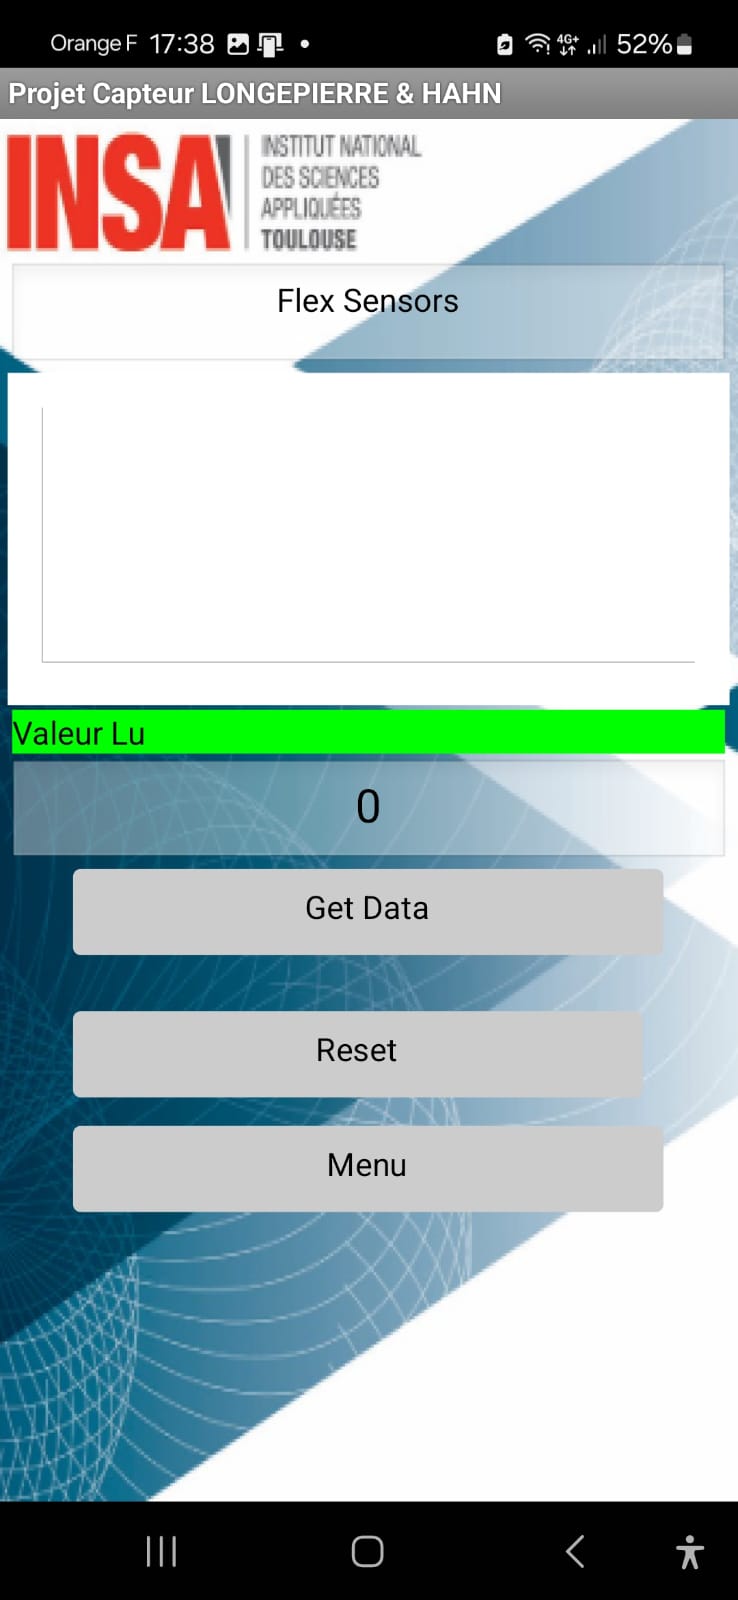 Orange F 17:38 4G+ 52%
Projet Capteur LONGEPIERRE & HAHN
INSA
INSTITUT NATIONAL
DES SCIENCES
APPLIQUÉES
TOULOUSE
Flex Sensors
Valeur Lu
0
Get Data
Reset
Menu